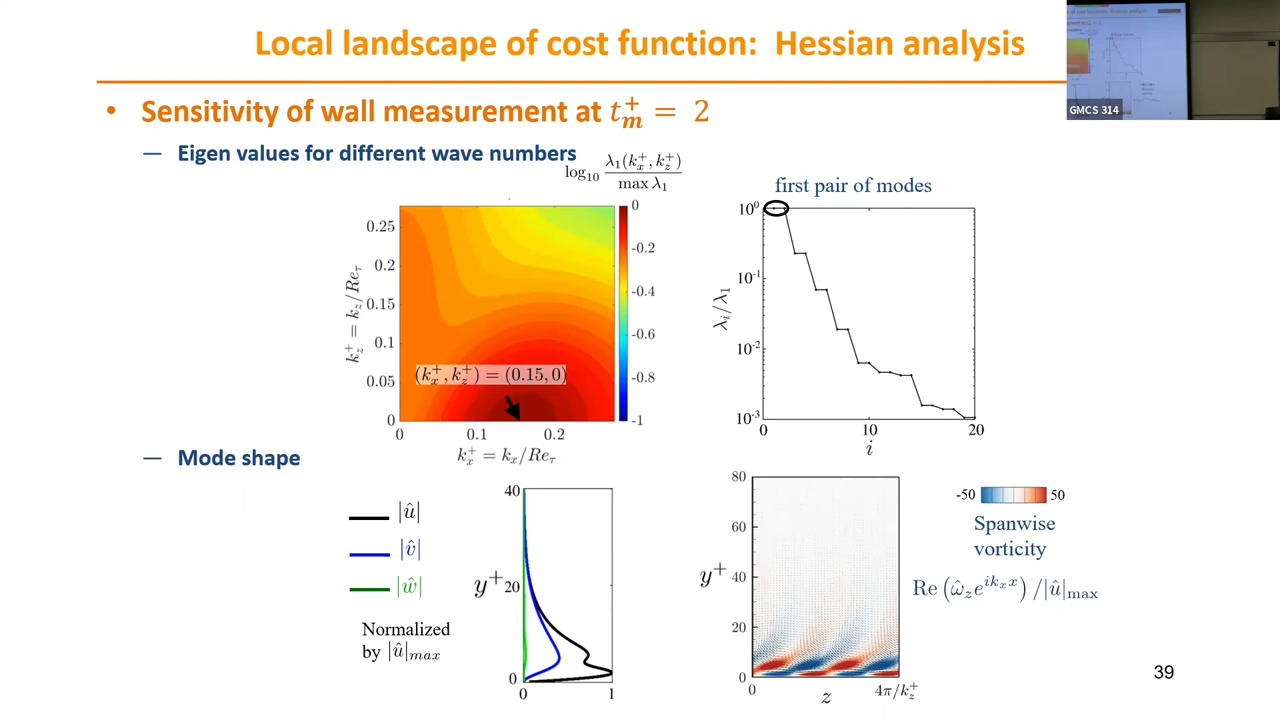 Local landscape of cost function: Hessian analysis
GMCS 314
• Sensitivity of wall measurement at t_m^+ = 2
— Eigen values for different wave numbers
log₁₀ λ₁(k_x^+, k_z^+) / max λ₁
0.25
0.2
0.15
0.1
0.05
0
k_z^+ = k_z/Re_τ
(k_x^+, k_z^+) = (0.15, 0)
0
0.1
0.2
k_x^+ = k_x/Re_τ
0
-0.2
-0.4
-0.6
-0.8
-1
first pair of modes
10⁰
10⁻¹
10⁻²
10⁻³
λ_i/λ₁
0
10
20
i
— Mode shape
|û|
|v̂|
|ŵ|
Normalized
by |û|max
40
20
0
y⁺
0
1
80
60
40
20
0
y⁺
0
4π/k_z^+
z
-50
50
Spanwise
vorticity
Re (ω̂_z e^{ik_x x}) /|û|max
39